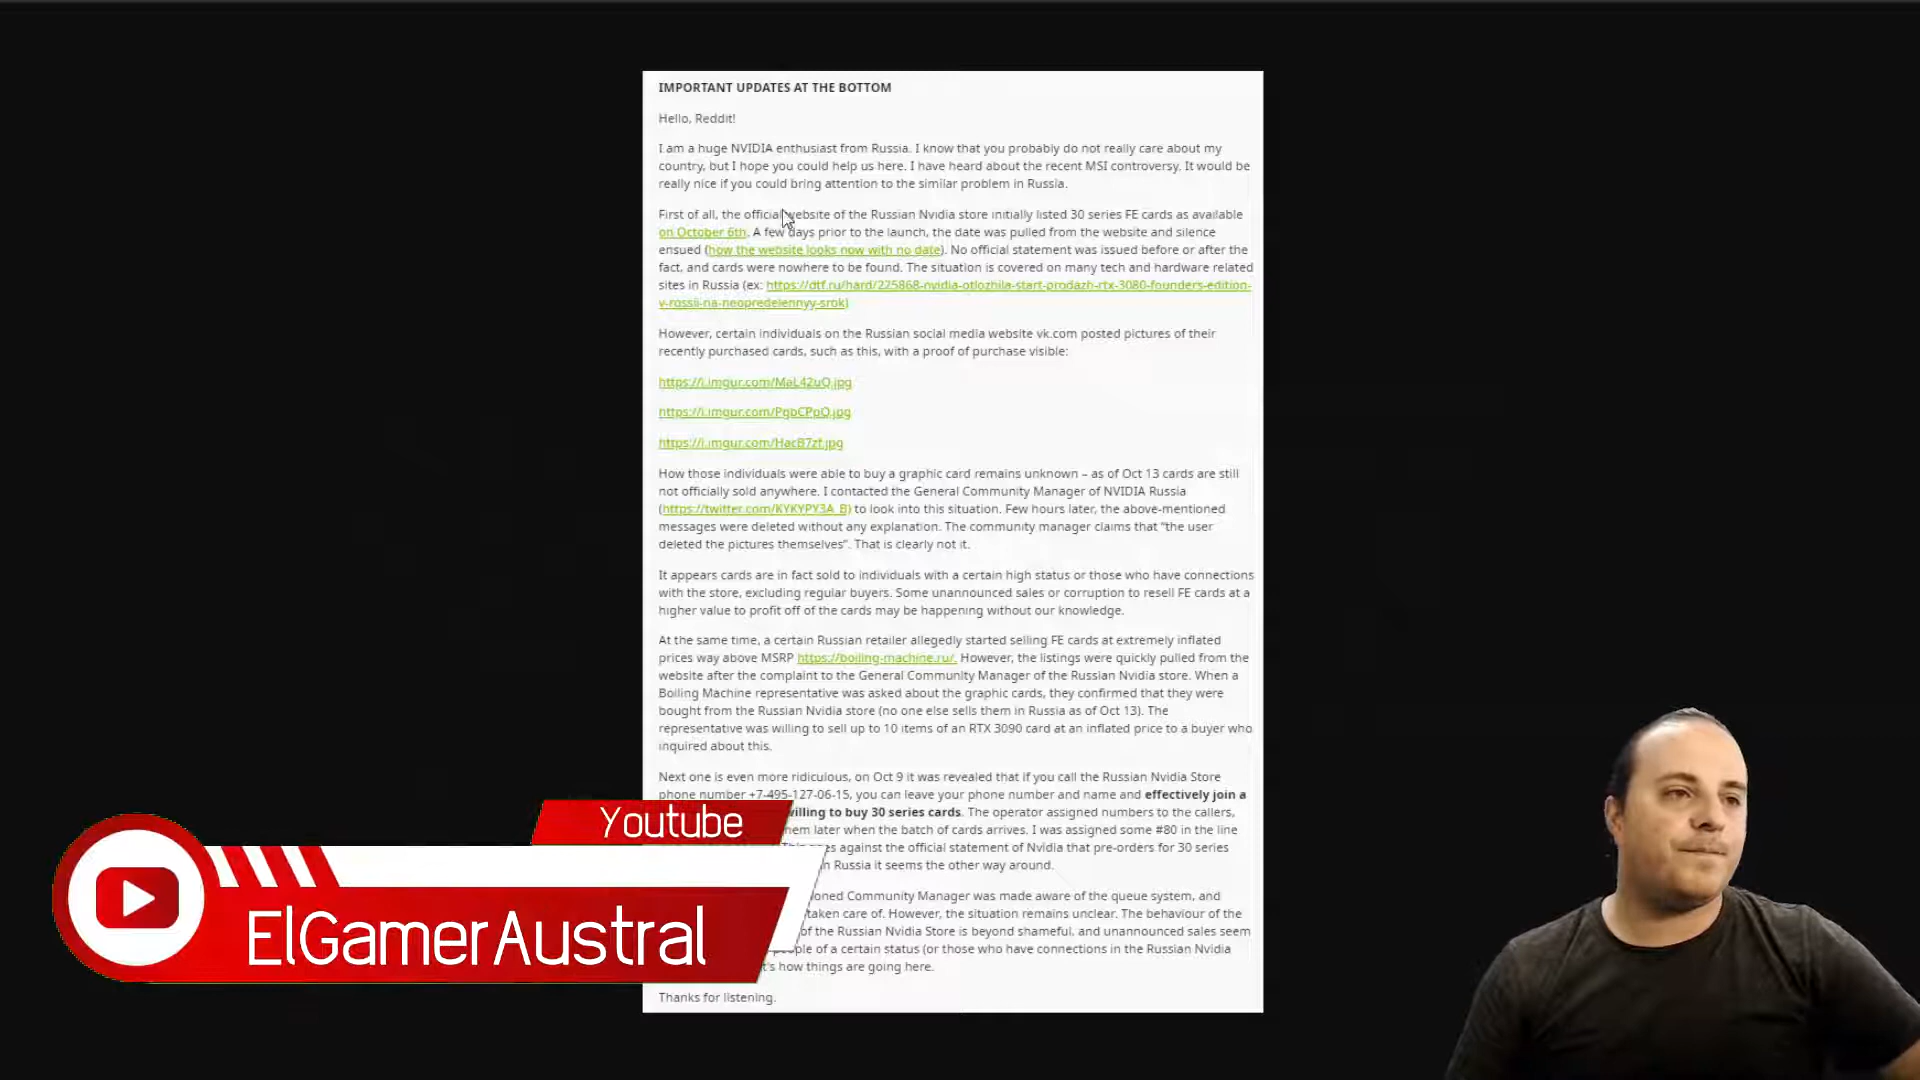 IMPORTANT UPDATES AT THE BOTTOM
Hello, Reddit!
I am a huge NVIDIA enthusiast from Russia. I know that you probably do not really care about my
country, but I hope you could help us here. I have heard about the recent MSI controversy. It would be
really nice if you could bring attention to the similar problem in Russia.
First of all, the official website of the Russian Nvidia store initially listed 30 series FE cards as available
on October 6th. A few days prior to the launch, the date was pulled from the website and silence
ensued (how the website looks now with no date). No official statement was issued before or after the
fact, and cards were nowhere to be found. The situation is covered on many tech and hardware related
sites in Russia (ex: https://dtf.ru/hard/225868-nvidia-otlozhila-start-prodazh-rtx-3080-founders-edition-
v-rossii-na-neopredelennyy-srok)
However, certain individuals on the Russian social media website vk.com posted pictures of their
recently purchased cards, such as this, with a proof of purchase visible:
https://i.imgur.com/MaL42uQ.jpg
https://i.imgur.com/PgbCPpQ.jpg
https://i.imgur.com/HacB7zf.jpg
How those individuals were able to buy a graphic card remains unknown – as of Oct 13 cards are still
not officially sold anywhere. I contacted the General Community Manager of NVIDIA Russia
(https://twitter.com/KYKYPY3A_B) to look into this situation. Few hours later, the above-mentioned
messages were deleted without any explanation. The community manager claims that “the user
deleted the pictures themselves”. That is clearly not it.
It appears cards are in fact sold to individuals with a certain high status or those who have connections
with the store, excluding regular buyers. Some unannounced sales or corruption to resell FE cards at a
higher value to profit off of the cards may be happening without our knowledge.
At the same time, a certain Russian retailer allegedly started selling FE cards at extremely inflated
prices way above MSRP https://boiling-machine.ru/. However, the listings were quickly pulled from the
website after the complaint to the General Community Manager of the Russian Nvidia store. When a
Boiling Machine representative was asked about the graphic cards, they confirmed that they were
bought from the Russian Nvidia store (no one else sells them in Russia as of Oct 13). The
representative was willing to sell up to 10 items of an RTX 3090 card at an inflated price to a buyer who
inquired about this.
Next one is even more ridiculous, on Oct 9 it was revealed that if you call the Russian Nvidia Store
phone number +7-495-127-06-15, you can leave your phone number and name and effectively join a
willing to buy 30 series cards. The operator assigned numbers to the callers,
them later when the batch of cards arrives. I was assigned some #80 in the line
This goes against the official statement of Nvidia that pre-orders for 30 series
in Russia it seems the other way around.
Community Manager was made aware of the queue system, and
taken care of. However, the situation remains unclear. The behaviour of the
of the Russian Nvidia Store is beyond shameful, and unannounced sales seem
people of a certain status (or those who have connections in the Russian Nvidia
's how things are going here.
Thanks for listening.
Youtube
ElGamerAustral